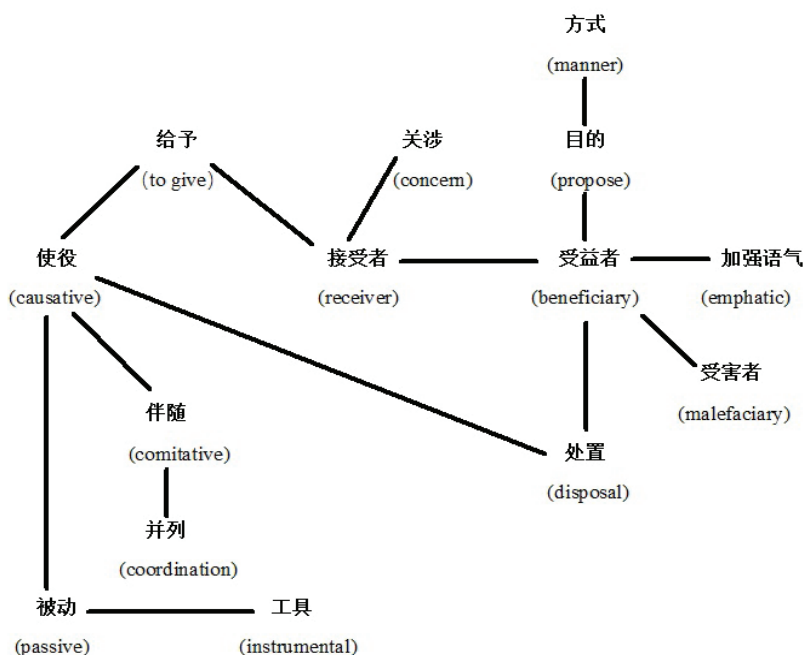 方式
(manner)
给予
关涉
目的
(to give)
(concern)
(propose)
使役
接受者
受益者
加强语气
(causative)
(receiver)
(beneficiary)
(emphatic)
受害者
伴随
(malefaciary)
(comitative)
处置
(disposal)
并列
(coordination)
被动
工具
(passive)
(instrumental)